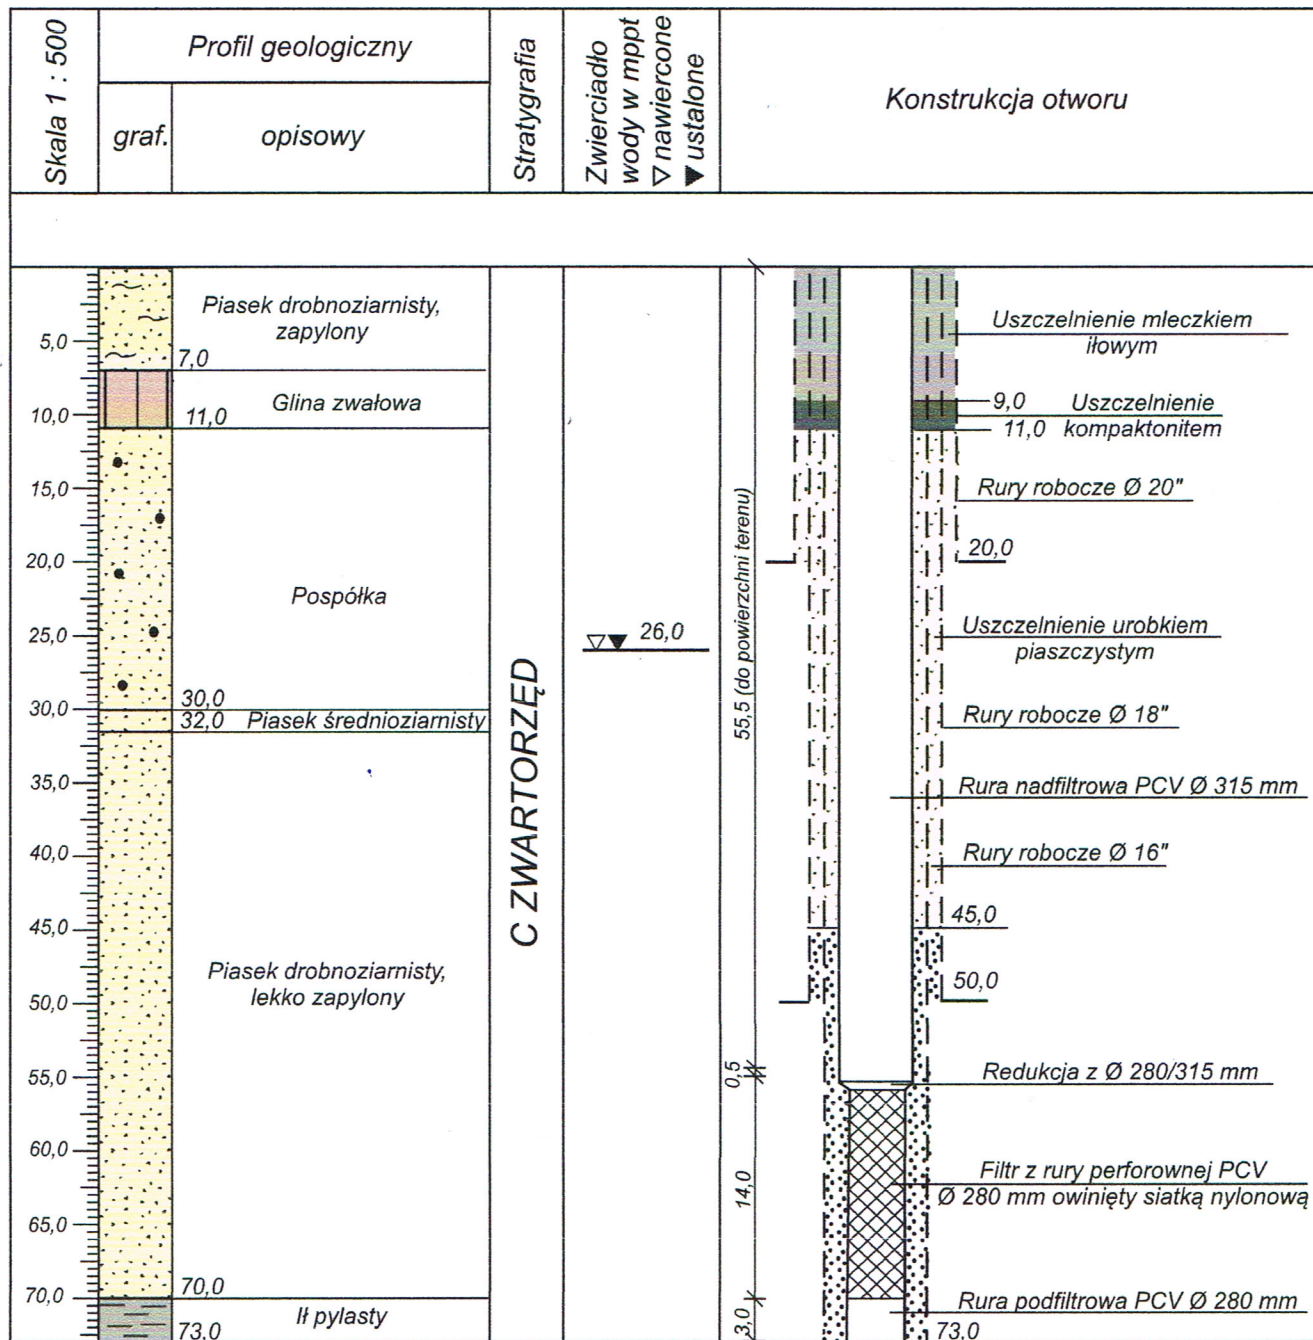 Skala 1 : 500
Profil geologiczny
graf.
opisowy
Stratygrafia
Zwierciadło
wody w mppt
▽ nawiercone
▼ ustalone
Konstrukcja otworu
5,0
10,0
15,0
20,0
25,0
30,0
35,0
40,0
45,0
50,0
55,0
60,0
65,0
70,0
Piasek drobnoziarnisty,
zapylony
7,0
Glina zwałowa
11,0
Pospółka
30,0
32,0 Piasek średnioziarnisty
Piasek drobnoziarnisty,
lekko zapylony
70,0
Ił pylasty
73.0
C ZWARTORZĘD
26,0
55,5 (do powierzchni terenu)
0,5
14,0
3,0
Uszczelnienie mleczkiem
iłowym
9,0 Uszczelnienie
11,0 kompaktonitem
Rury robocze Ø 20"
20,0
Uszczelnienie urobkiem
piaszczystym
Rury robocze Ø 18"
Rura nadfiltrowa PCV Ø 315 mm
Rury robocze Ø 16"
45,0
50,0
Redukcja z Ø 280/315 mm
Filtr z rury perforownej PCV
Ø 280 mm owinięty siatką nylonową
Rura podfiltrowa PCV Ø 280 mm
73.0